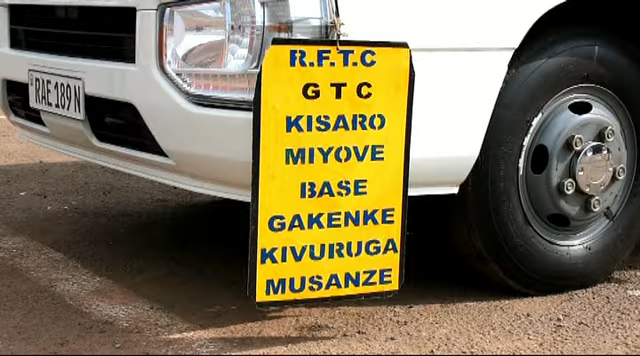 RAE 189 N
R.F.T.C
GTC
KISARO
MIYOVE
BASE
GAKENKE
KIVURUGA
MUSANZE